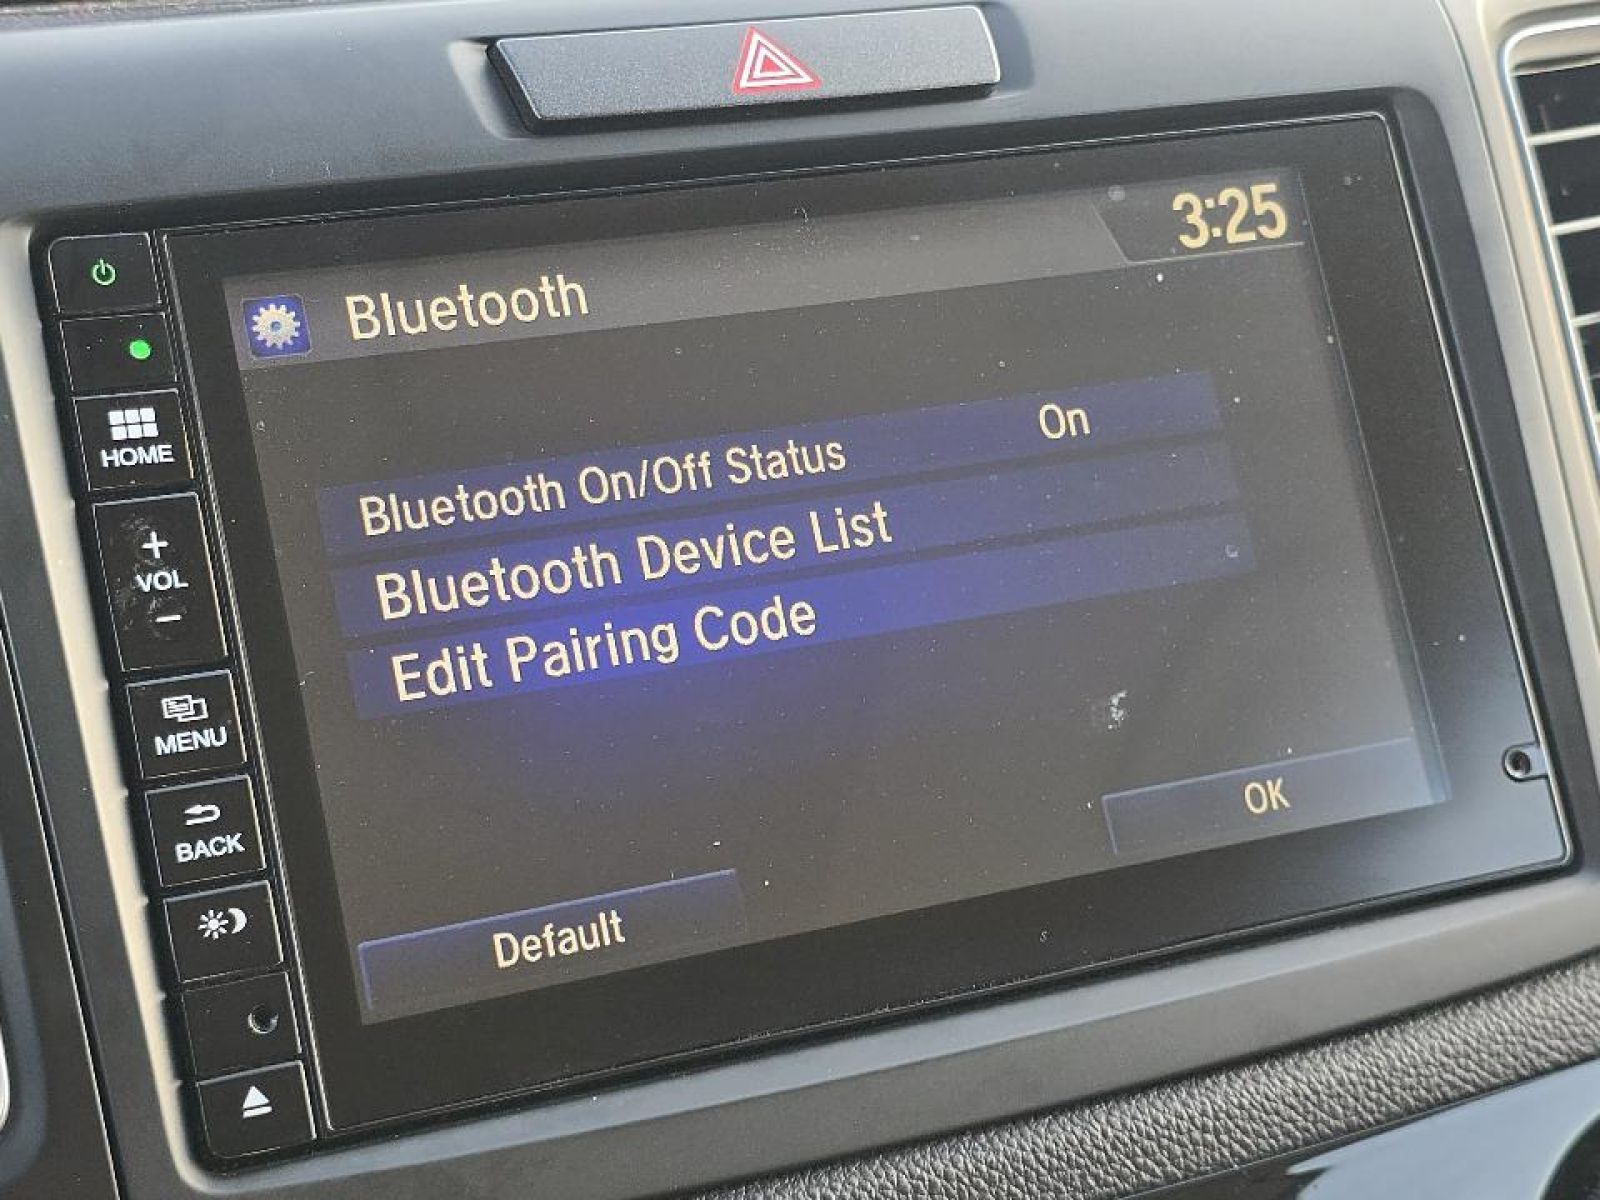 3:25
Bluetooth
HOME
Bluetooth On/Off Status On
+
VOL
-
Bluetooth Device List
Edit Pairing Code
MENU
BACK
OK
Default